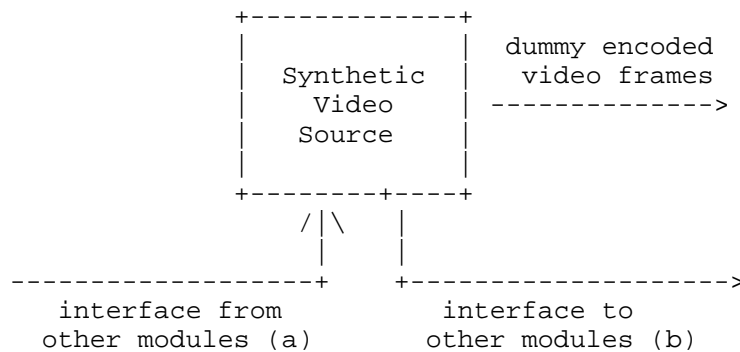 dummy encoded
Synthetic video frames
Video
Source
interface from interface to
other modules (a) other modules (b)